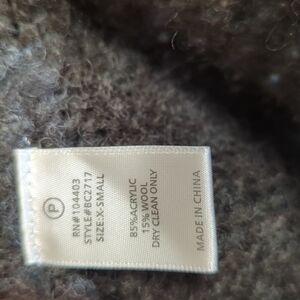 P
RN#104403
STYLE#BC2717
SIZE:X-SMALL
85%ACRYLIC
15%WOOL
DRY CLEAN ONLY
MADE IN CHINA